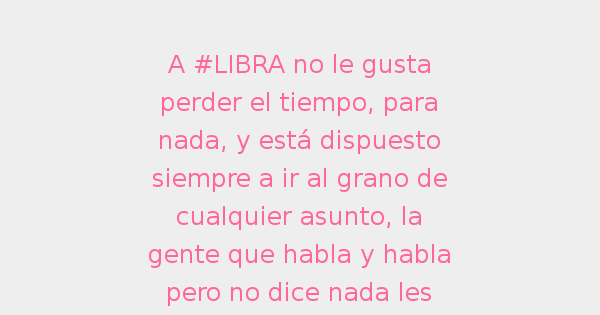 A #LIBRA no le gusta
perder el tiempo, para
nada, y está dispuesto
siempre a ir al grano de
cualquier asunto, la
gente que habla y habla
pero no dice nada les